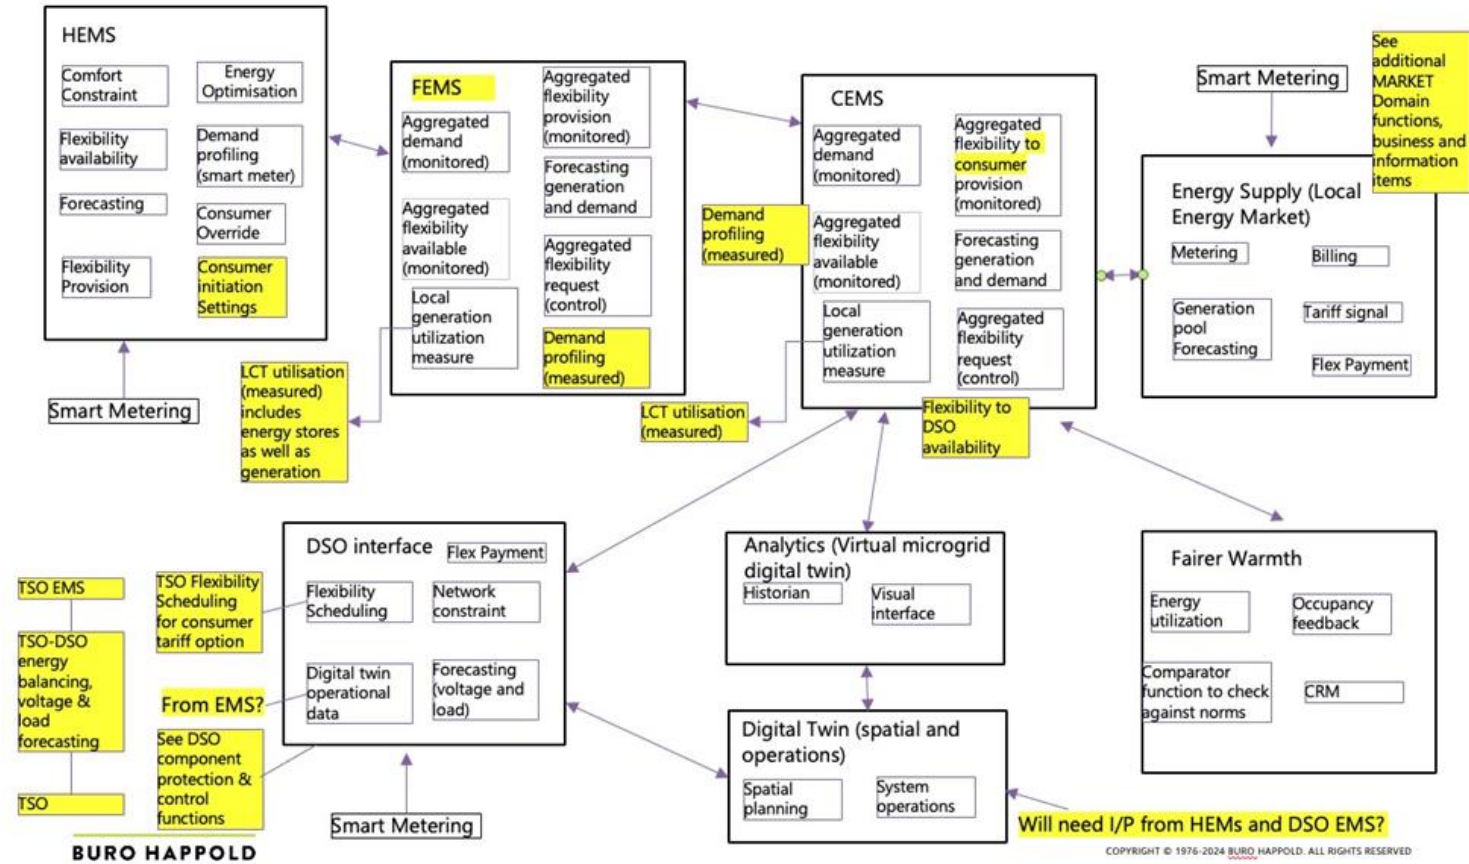 HEMS
Comfort
Constraint
Energy
Optimisation
Flexibility
availability
Demand
profiling
(smart meter)
Forecasting
Consumer
Override
Flexibility
Provision
Consumer
initiation
Settings
Smart Metering
FEMS
Aggregated
demand
(monitored)
Aggregated
flexibility
provision
(monitored)
Forecasting
generation
and demand
Aggregated
flexibility
available
(monitored)
Aggregated
flexibility
request
(control)
Local
generation
utilization
measure
Demand
profiling
(measured)
LCT utilisation
(measured)
includes
energy stores
as well as
generation
CEMS
Aggregated
demand
(monitored)
Aggregated
flexibility to
consumer
provision
(monitored)
Demand
profiling
(measured)
Aggregated
flexibility
available
(monitored)
Forecasting
generation
and demand
Local
generation
utilization
measure
Aggregated
flexibility
request
(control)
LCT utilisation
(measured)
Flexibility to
DSO
availability
Smart Metering
See
additional
MARKET
Domain
functions,
business and
information
items
Energy Supply (Local
Energy Market)
Metering
Billing
Generation
pool
Forecasting
Tariff signal
Flex Payment
DSO interface
Flex Payment
Flexibility
Scheduling
Network
constraint
Digital twin
operational
data
Forecasting
(voltage and
load)
TSO EMS
TSO-DSO
energy
balancing,
voltage &
load
forecasting
TSO
TSO Flexibility
Scheduling
for consumer
tariff option
From EMS?
See DSO
component
protection &
control
functions
Smart Metering
Analytics (Virtual microgrid
digital twin)
Historian
Visual
interface
Digital Twin (spatial and
operations)
Spatial
planning
System
operations
Fairer Warmth
Energy
utilization
Occupancy
feedback
Comparator
function to check
against norms
CRM
Will need I/P from HEMs and DSO EMS?
BURO HAPPOLD
COPYRIGHT © 1976-2024 BURO HAPPOLD. ALL RIGHTS RESERVED